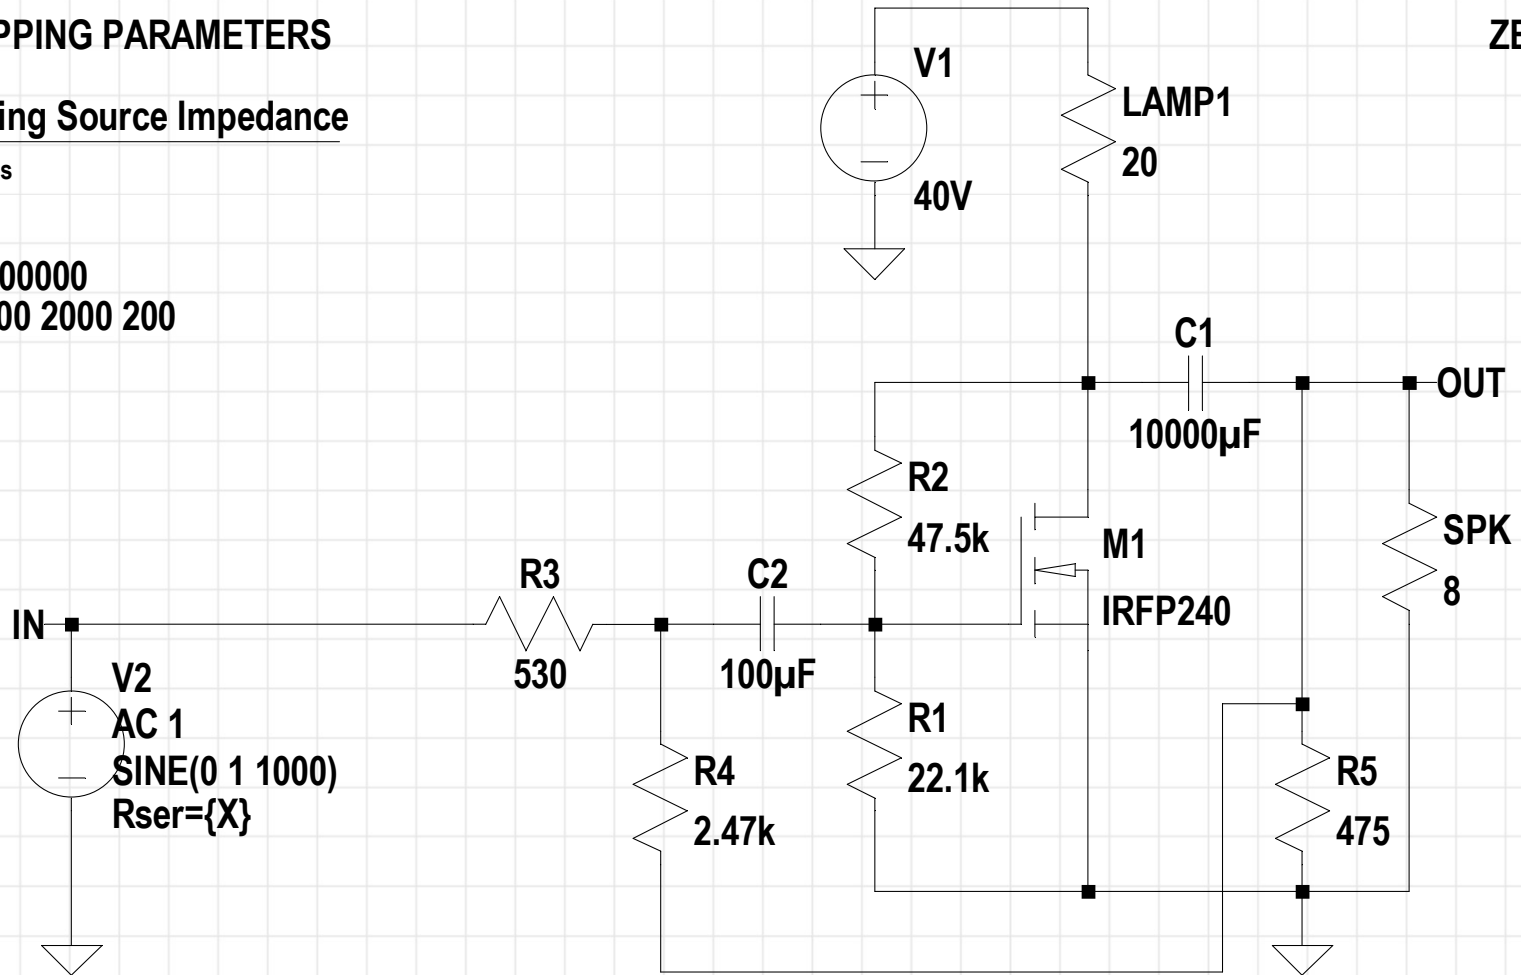 PPING PARAMETERS
ing Source Impedance
s
00000
00 2000 200
ZE
V1
40V
LAMP1
20
C1
10000µF
OUT
R2
47.5k
M1
IRFP240
SPK
8
R3
530
C2
100µF
IN
V2
AC 1
SINE(0 1 1000)
Rser={X}
R4
2.47k
R1
22.1k
R5
475